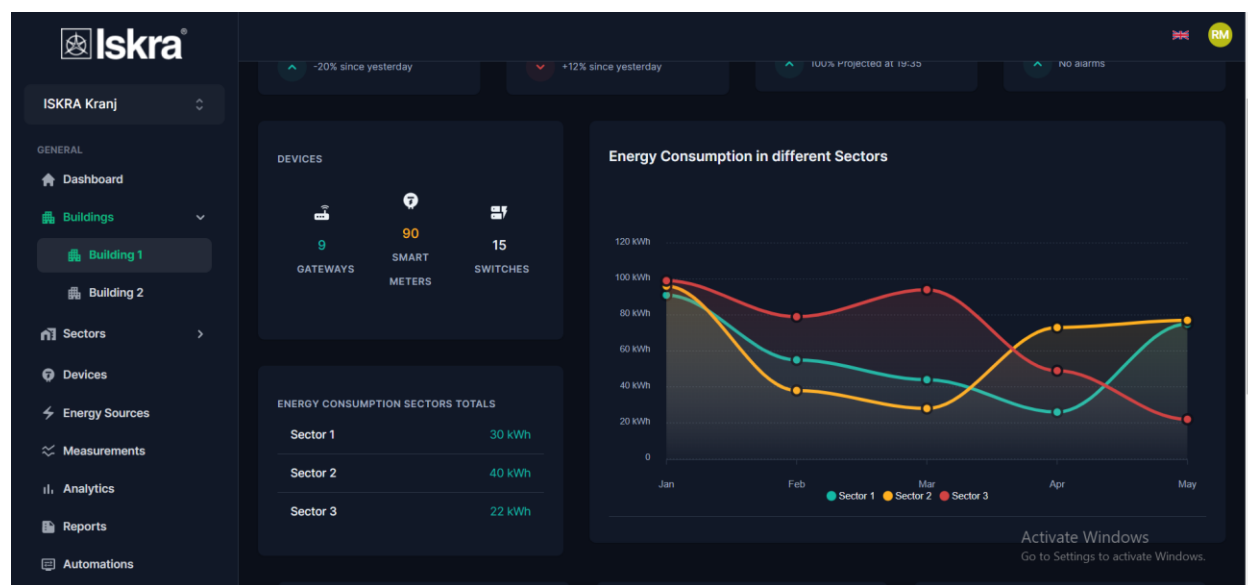 Iskra®
RM
-20% since yesterday
+12% since yesterday
100% Projected at 19:35
No alarms
ISKRA Kranj
GENERAL
Dashboard
Buildings
Building 1
Building 2
Sectors
Devices
Energy Sources
Measurements
Analytics
Reports
Automations
DEVICES
9
GATEWAYS
90
SMART
METERS
15
SWITCHES
ENERGY CONSUMPTION SECTORS TOTALS
Sector 1 30 kWh
Sector 2 40 kWh
Sector 3 22 kWh
Energy Consumption in different Sectors
120 kWh
100 kWh
80 kWh
60 kWh
40 kWh
20 kWh
0
Jan Feb Mar Apr May
Sector 1 Sector 2 Sector 3
Activate Windows
Go to Settings to activate Windows.